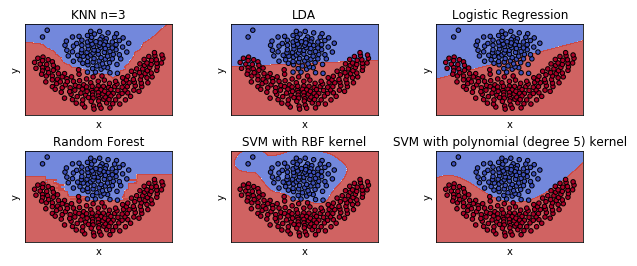 KNN n=3
LDA
Logistic Regression
y
x
y
x
y
x
Random Forest
SVM with RBF kernel
SVM with polynomial (degree 5) kernel
y
x
y
x
y
x